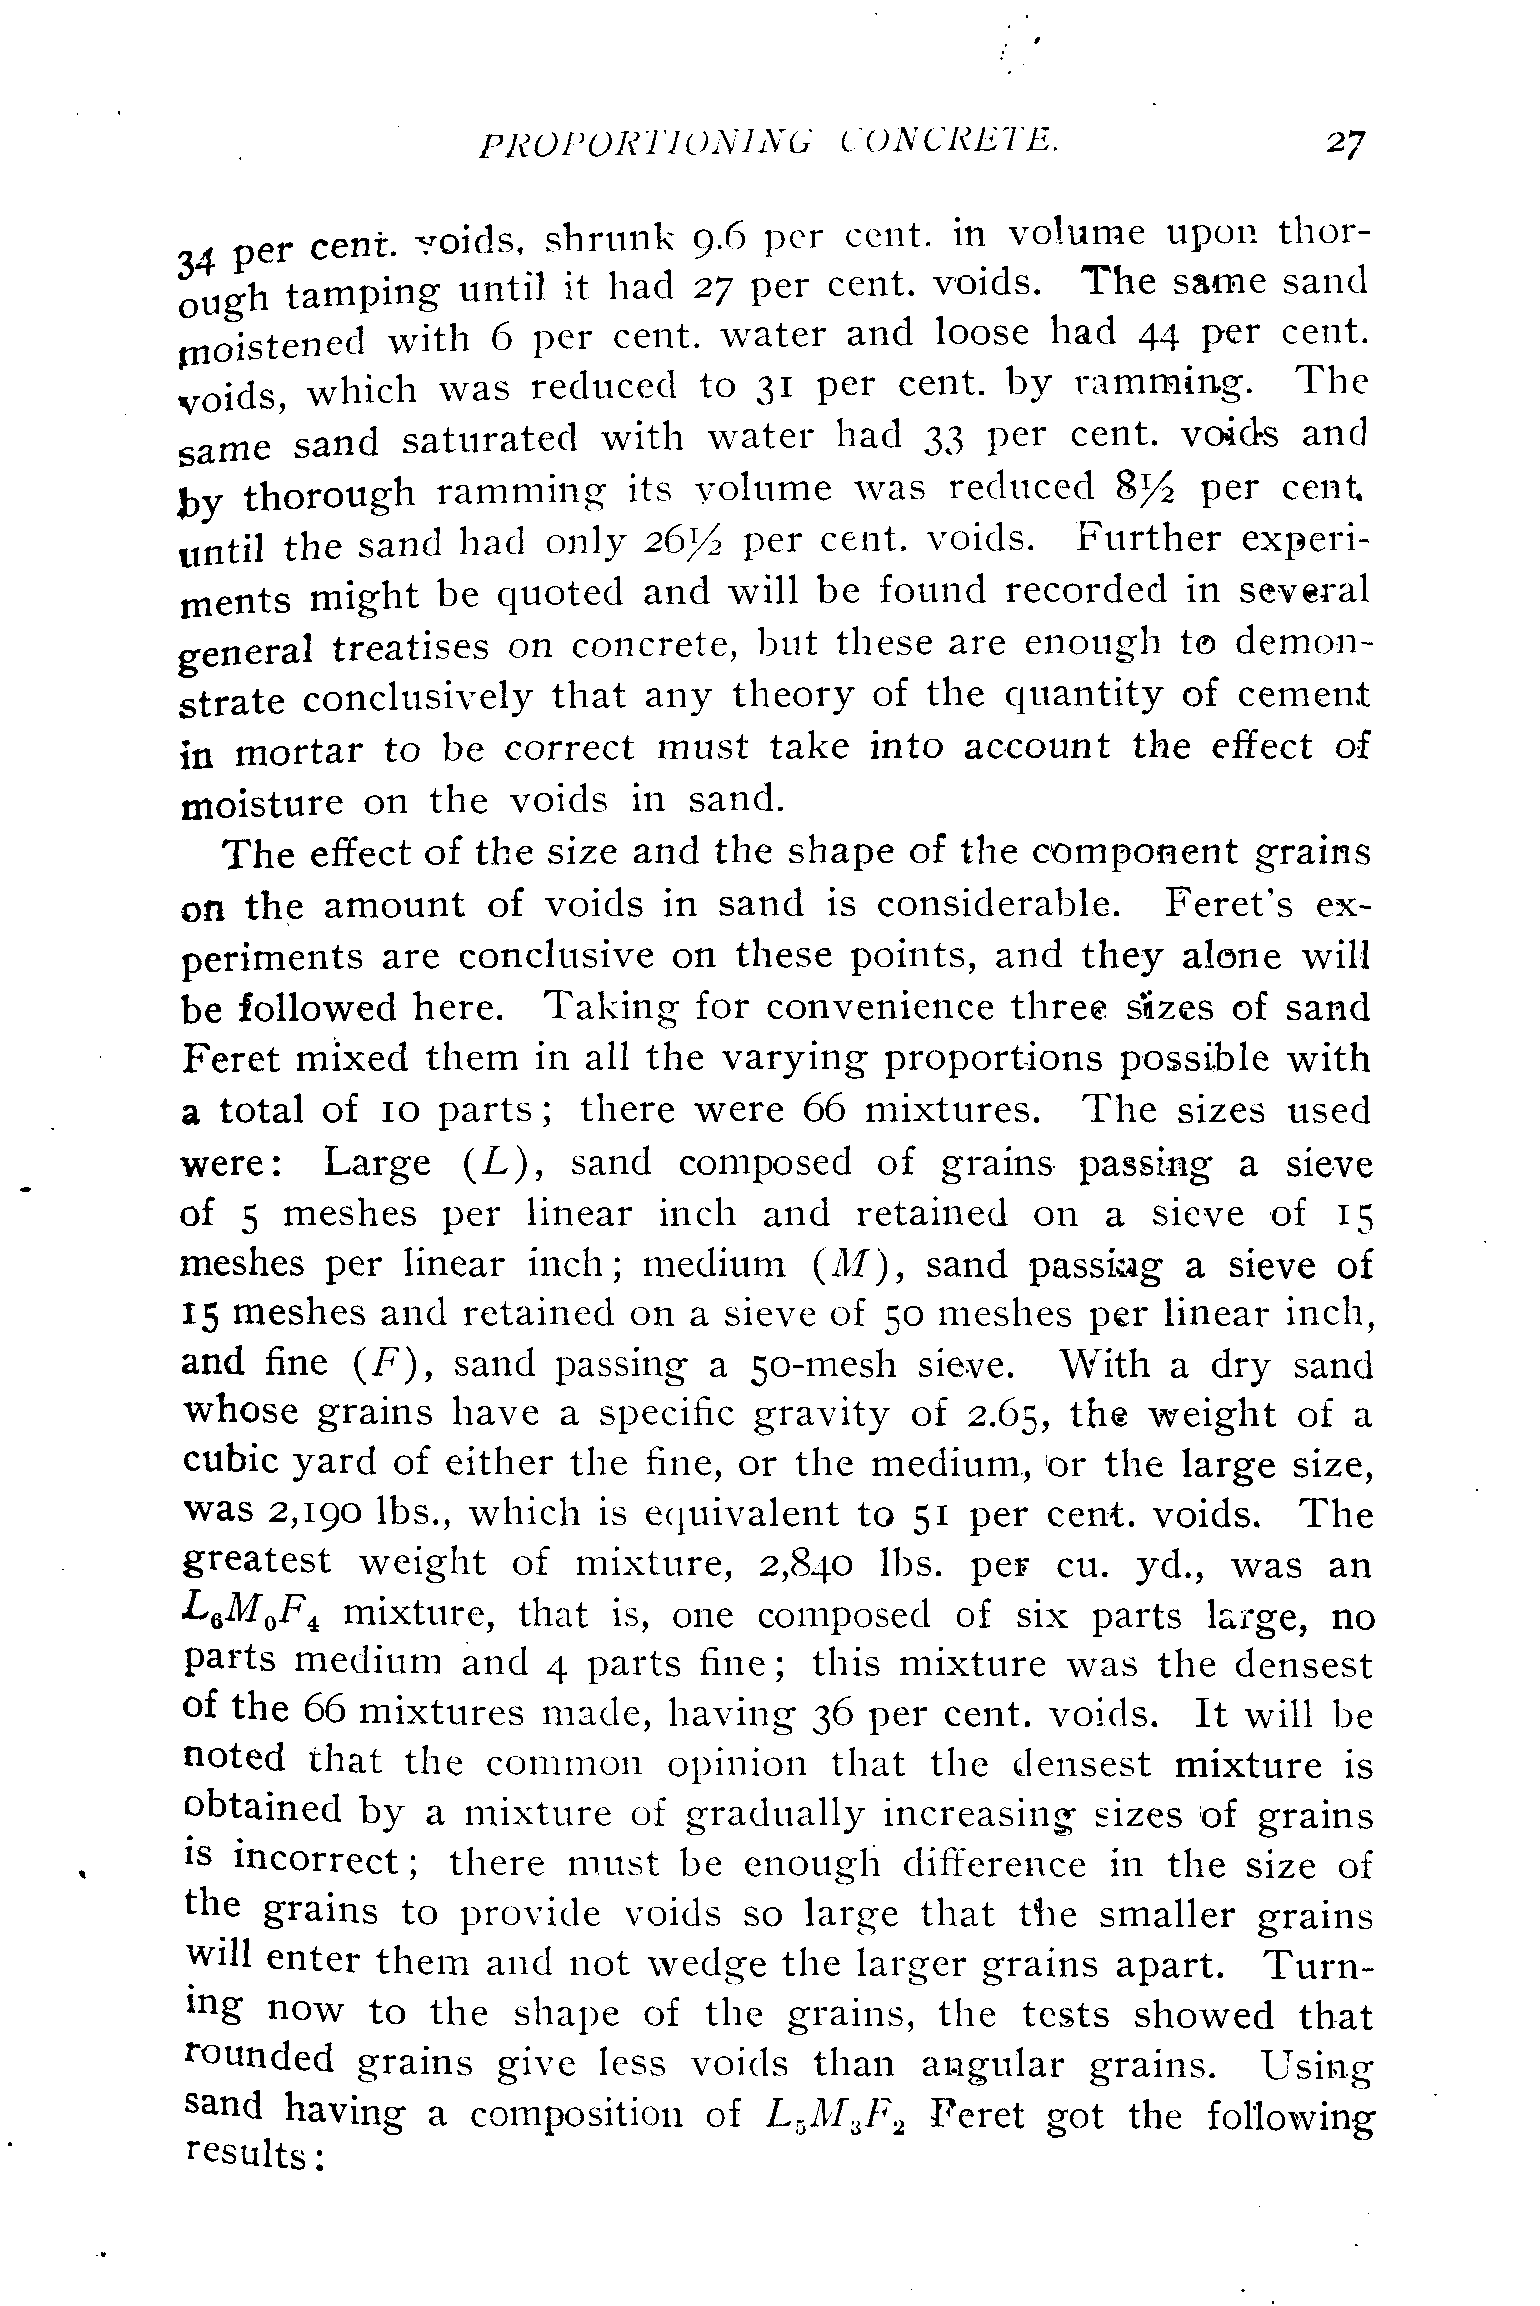 PROPORTIONING CONCRETE. 27
34 per cent. voids, shrunk 9.6 per cent. in volume upon thor-
ough tamping until it had 27 per cent. voids. The same sand
moistened with 6 per cent. water and loose had 44 per cent.
voids, which was reduced to 31 per cent. by ramming. The
same sand saturated with water had 33 per cent. voids and
by thorough ramming its volume was reduced 8½ per cent.
until the sand had only 26½ per cent. voids. Further experi-
ments might be quoted and will be found recorded in several
general treatises on concrete, but these are enough to demon-
strate conclusively that any theory of the quantity of cement
in mortar to be correct must take into account the effect of
moisture on the voids in sand.
The effect of the size and the shape of the component grains
on the amount of voids in sand is considerable. Feret's ex-
periments are conclusive on these points, and they alone will
be followed here. Taking for convenience three sizes of sand
Feret mixed them in all the varying proportions possible with
a total of 10 parts; there were 66 mixtures. The sizes used
were: Large (L), sand composed of grains passing a sieve
of 5 meshes per linear inch and retained on a sieve of 15
meshes per linear inch; medium (M), sand passing a sieve of
15 meshes and retained on a sieve of 50 meshes per linear inch,
and fine (F), sand passing a 50-mesh sieve. With a dry sand
whose grains have a specific gravity of 2.65, the weight of a
cubic yard of either the fine, or the medium, or the large size,
was 2,190 lbs., which is equivalent to 51 per cent. voids. The
greatest weight of mixture, 2,840 lbs. per cu. yd., was an
L₆M₀F₄ mixture, that is, one composed of six parts large, no
parts medium and 4 parts fine; this mixture was the densest
of the 66 mixtures made, having 36 per cent. voids. It will be
noted that the common opinion that the densest mixture is
obtained by a mixture of gradually increasing sizes of grains
is incorrect; there must be enough difference in the size of
the grains to provide voids so large that the smaller grains
will enter them and not wedge the larger grains apart. Turn-
ing now to the shape of the grains, the tests showed that
rounded grains give less voids than angular grains. Using
sand having a composition of L₅M₃F₂ Feret got the following
results: